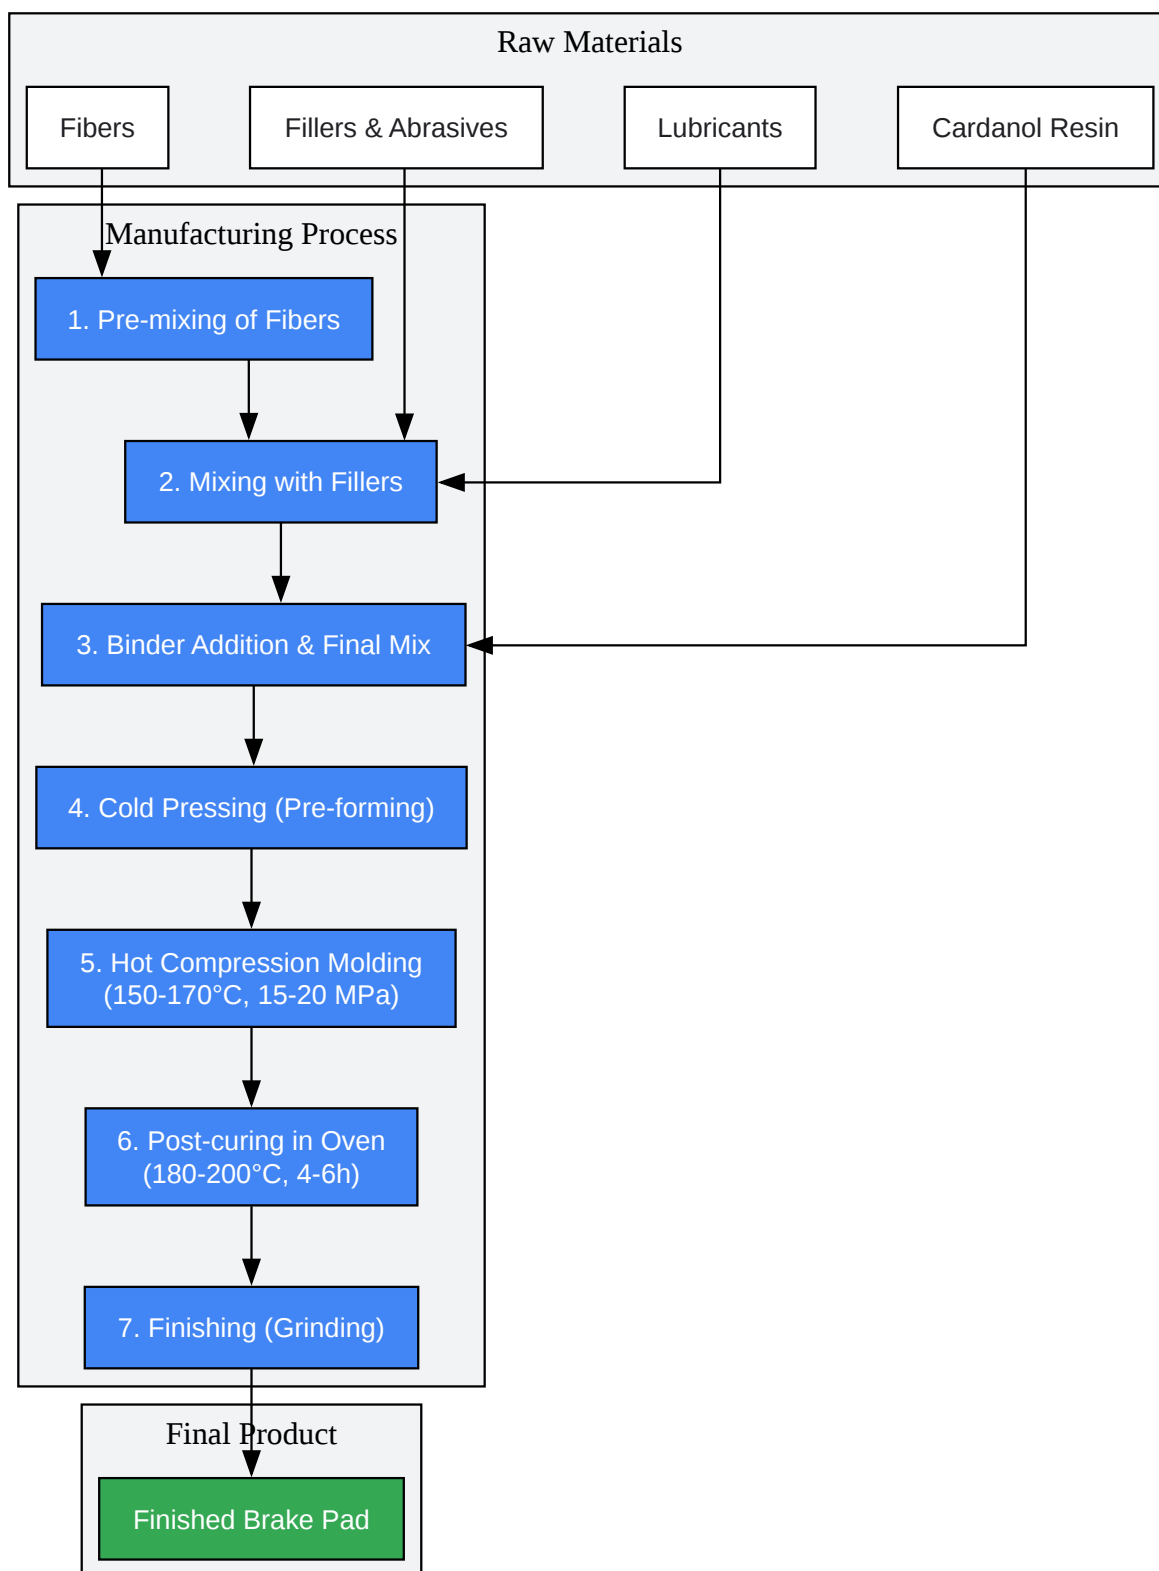 Raw Materials
Fibers
Fillers & Abrasives
Lubricants
Cardanol Resin
Manufacturing Process
1. Pre-mixing of Fibers
2. Mixing with Fillers
3. Binder Addition & Final Mix
4. Cold Pressing (Pre-forming)
5. Hot Compression Molding
(150-170°C, 15-20 MPa)
6. Post-curing in Oven
(180-200°C, 4-6h)
7. Finishing (Grinding)
Final Product
Finished Brake Pad